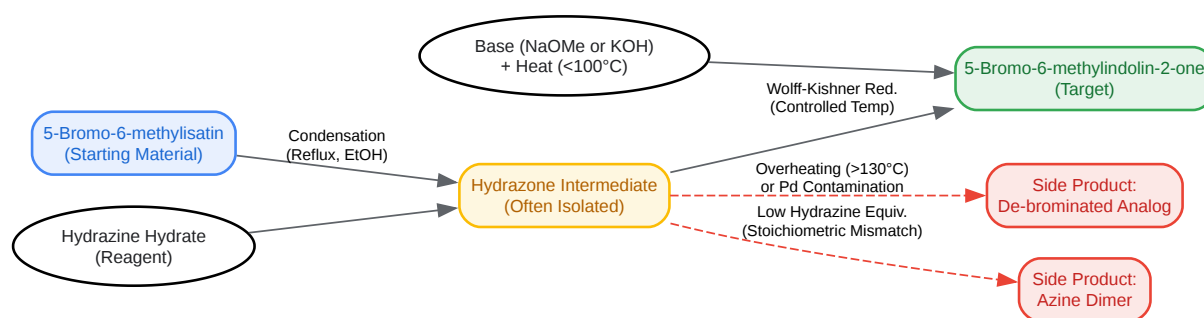 Base (NaOMe or KOH)
+ Heat (<100°C)
5-Bromo-6-methylindolin-2-one
(Target)
Wolff-Kishner Red.
(Controlled Temp)
5-Bromo-6-methylisatin
(Starting Material)
Condensation
(Reflux, EtOH)
Hydrazone Intermediate
(Often Isolated)
Overheating (>130°C)
or Pd Contamination
Side Product:
De-brominated Analog
Low Hydrazine Equiv.
(Stoichiometric Mismatch)
Hydrazine Hydrate
(Reagent)
Side Product:
Azine Dimer